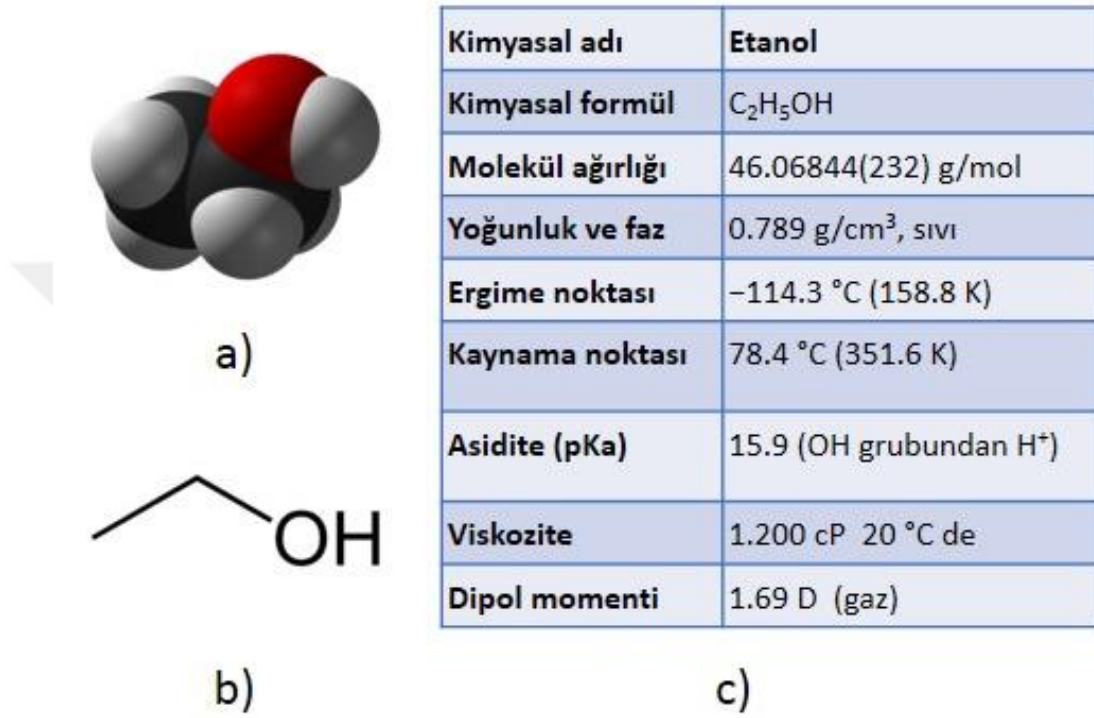 a)
OH
b)
Kimyasal adı Etanol
Kimyasal formül C₂H₅OH
Molekül ağırlığı 46.06844(232) g/mol
Yoğunluk ve faz 0.789 g/cm³, sıvı
Ergime noktası −114.3 °C (158.8 K)
Kaynama noktası 78.4 °C (351.6 K)
Asidite (pKa) 15.9 (OH grubundan H⁺)
Viskozite 1.200 cP 20 °C de
Dipol momenti 1.69 D (gaz)
c)